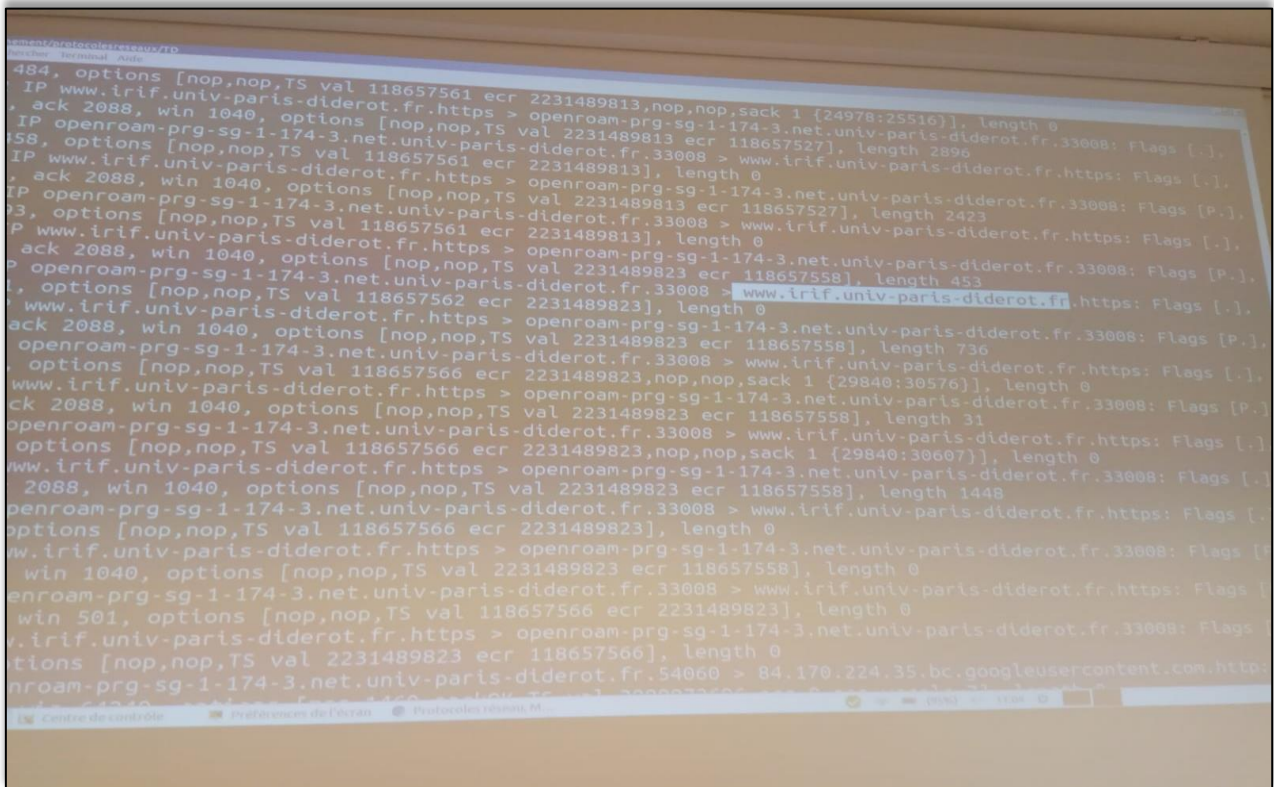 ement/protocolesreseaux/TD
hercher Terminal Aide
484, options [nop,nop,TS val 118657561 ecr 2231489813,nop,nop,sack 1 {24978:25516}], length 0
IP www.irif.univ-paris-diderot.fr.https > openroam-prg-sg-1-174-3.net.univ-paris-diderot.fr.33008: Flags [.],
, ack 2088, win 1040, options [nop,nop,TS val 2231489813 ecr 118657527], length 2896
IP openroam-prg-sg-1-174-3.net.univ-paris-diderot.fr.33008 > www.irif.univ-paris-diderot.fr.https: Flags [.],
458, options [nop,nop,TS val 118657561 ecr 2231489813], length 0
IP www.irif.univ-paris-diderot.fr.https > openroam-prg-sg-1-174-3.net.univ-paris-diderot.fr.33008: Flags [P.],
, ack 2088, win 1040, options [nop,nop,TS val 2231489813 ecr 118657527], length 2423
IP openroam-prg-sg-1-174-3.net.univ-paris-diderot.fr.33008 > www.irif.univ-paris-diderot.fr.https: Flags [.],
93, options [nop,nop,TS val 118657561 ecr 2231489813], length 0
P www.irif.univ-paris-diderot.fr.https > openroam-prg-sg-1-174-3.net.univ-paris-diderot.fr.33008: Flags [P.],
ack 2088, win 1040, options [nop,nop,TS val 2231489823 ecr 118657558], length 453
P openroam-prg-sg-1-174-3.net.univ-paris-diderot.fr.33008 > www.irif.univ-paris-diderot.fr.https: Flags [.],
1, options [nop,nop,TS val 118657562 ecr 2231489823], length 0
www.irif.univ-paris-diderot.fr.https > openroam-prg-sg-1-174-3.net.univ-paris-diderot.fr.33008: Flags [P.],
ack 2088, win 1040, options [nop,nop,TS val 2231489823 ecr 118657558], length 736
openroam-prg-sg-1-174-3.net.univ-paris-diderot.fr.33008 > www.irif.univ-paris-diderot.fr.https: Flags [.],
, options [nop,nop,TS val 118657566 ecr 2231489823,nop,nop,sack 1 {29840:30576}], length 0
www.irif.univ-paris-diderot.fr.https > openroam-prg-sg-1-174-3.net.univ-paris-diderot.fr.33008: Flags [P.]
ck 2088, win 1040, options [nop,nop,TS val 2231489823 ecr 118657558], length 31
openroam-prg-sg-1-174-3.net.univ-paris-diderot.fr.33008 > www.irif.univ-paris-diderot.fr.https: Flags [.]
options [nop,nop,TS val 118657566 ecr 2231489823,nop,nop,sack 1 {29840:30607}], length 0
www.irif.univ-paris-diderot.fr.https > openroam-prg-sg-1-174-3.net.univ-paris-diderot.fr.33008: Flags [.]
2088, win 1040, options [nop,nop,TS val 2231489823 ecr 118657558], length 1448
penroam-prg-sg-1-174-3.net.univ-paris-diderot.fr.33008 > www.irif.univ-paris-diderot.fr.https: Flags [.
options [nop,nop,TS val 118657566 ecr 2231489823], length 0
ww.irif.univ-paris-diderot.fr.https > openroam-prg-sg-1-174-3.net.univ-paris-diderot.fr.33008: Flags [F
win 1040, options [nop,nop,TS val 2231489823 ecr 118657558], length 0
enroam-prg-sg-1-174-3.net.univ-paris-diderot.fr.33008 > www.irif.univ-paris-diderot.fr.https: Flags [
win 501, options [nop,nop,TS val 118657566 ecr 2231489823], length 0
w.irif.univ-paris-diderot.fr.https > openroam-prg-sg-1-174-3.net.univ-paris-diderot.fr.33008: Flags [
tions [nop,nop,TS val 2231489823 ecr 118657566], length 0
nroam-prg-sg-1-174-3.net.univ-paris-diderot.fr.54060 > 84.170.224.35.bc.googleusercontent.com.http:
Centre de contrôle Préférences de l'écran Protocoles réseau, M...